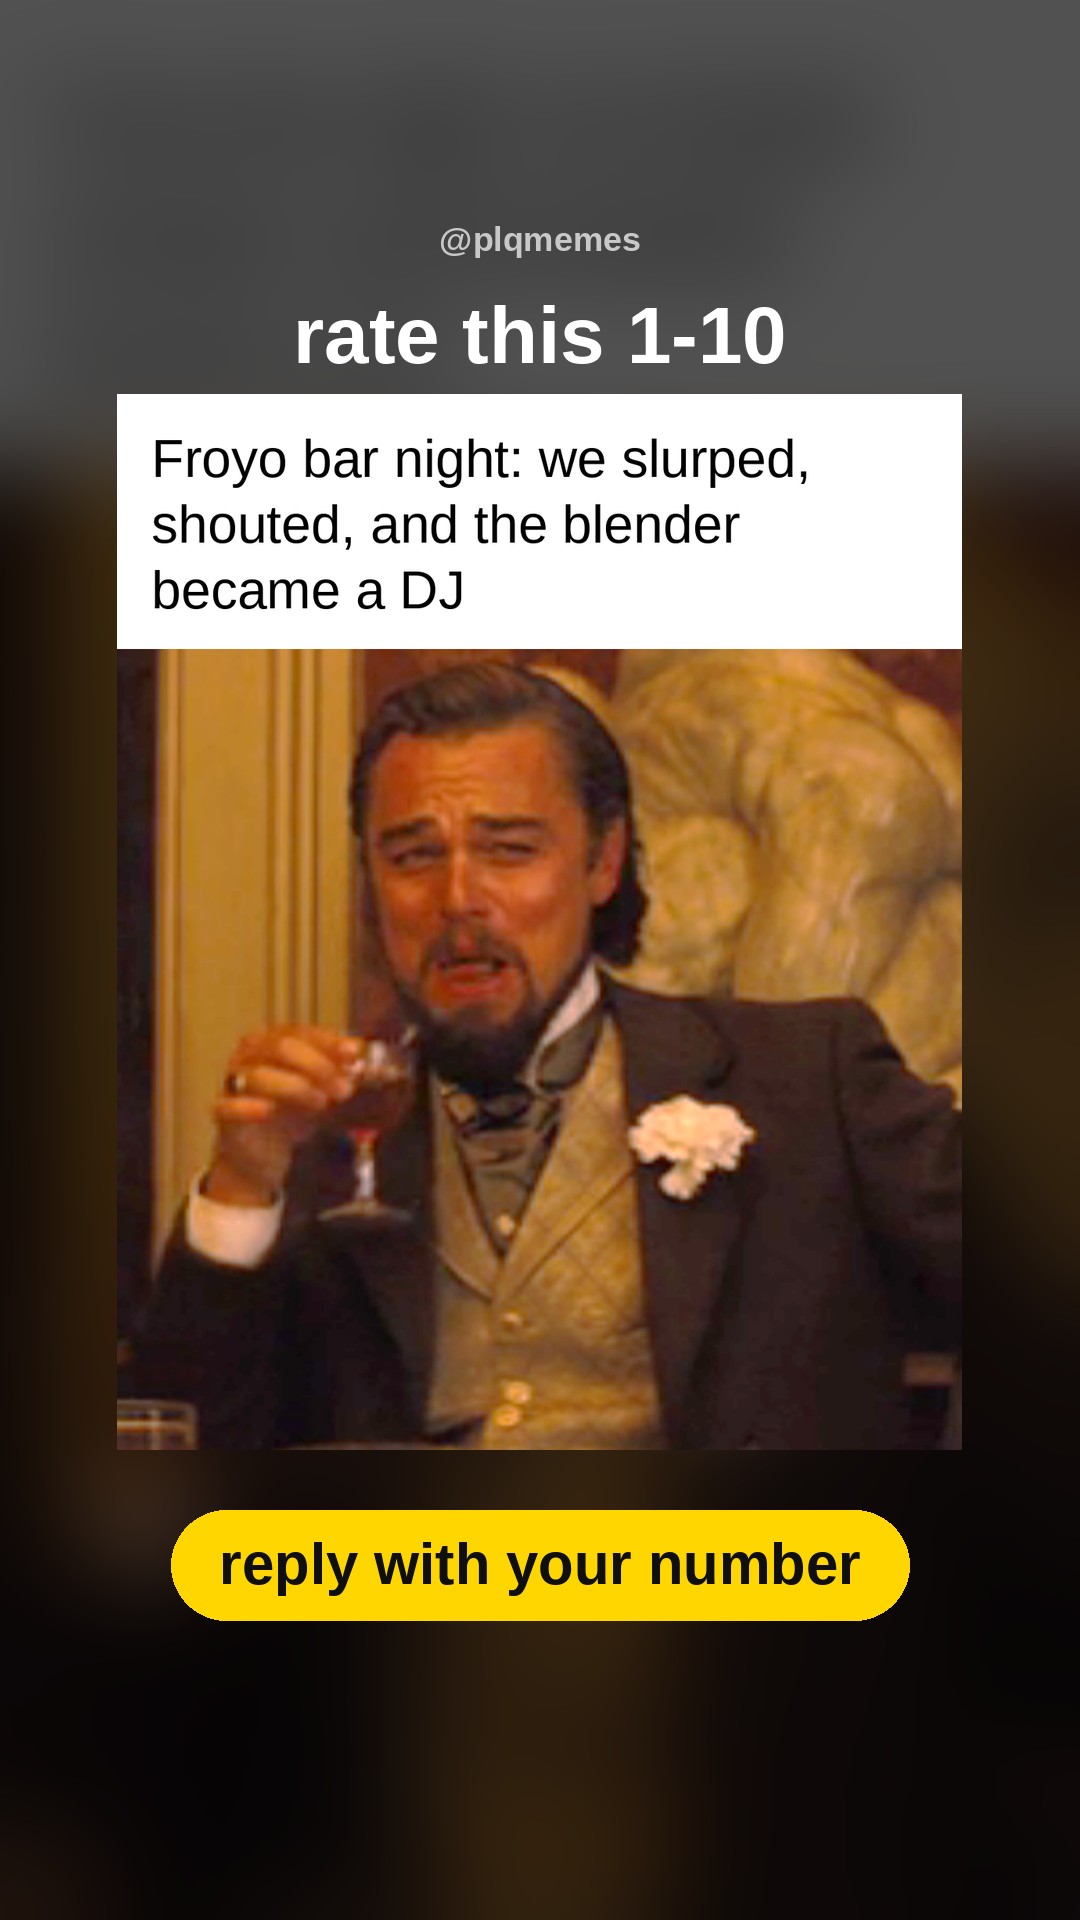 @plqmemes
rate this 1-10
Froyo bar night: we slurped,
shouted, and the blender
became a DJ
reply with your number